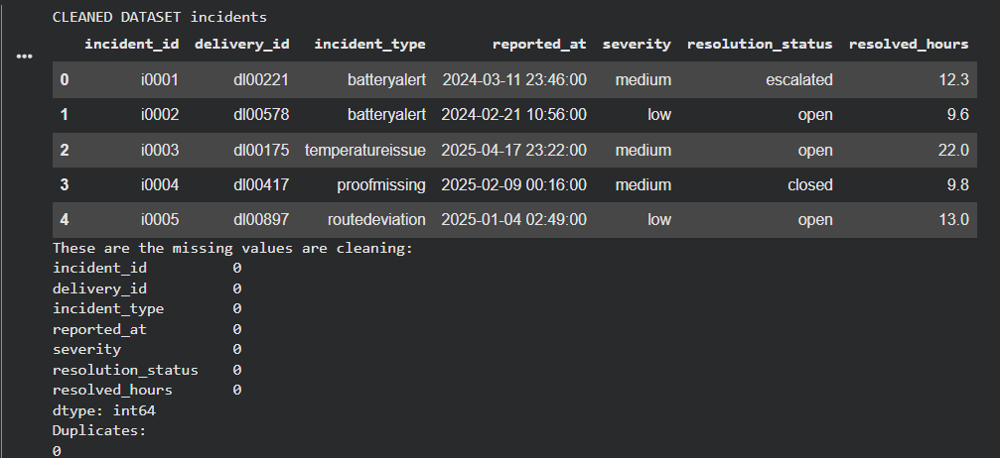 CLEANED DATASET incidents
incident_id delivery_id incident_type reported_at severity resolution_status resolved_hours
0 i0001 dl00221 batteryalert 2024-03-11 23:46:00 medium escalated 12.3
1 i0002 dl00578 batteryalert 2024-02-21 10:56:00 low open 9.6
2 i0003 dl00175 temperatureissue 2025-04-17 23:22:00 medium open 22.0
3 i0004 dl00417 proofmissing 2025-02-09 00:16:00 medium closed 9.8
4 i0005 dl00897 routedeviation 2025-01-04 02:49:00 low open 13.0
These are the missing values are cleaning:
incident_id 0
delivery_id 0
incident_type 0
reported_at 0
severity 0
resolution_status 0
resolved_hours 0
dtype: int64
Duplicates:
0